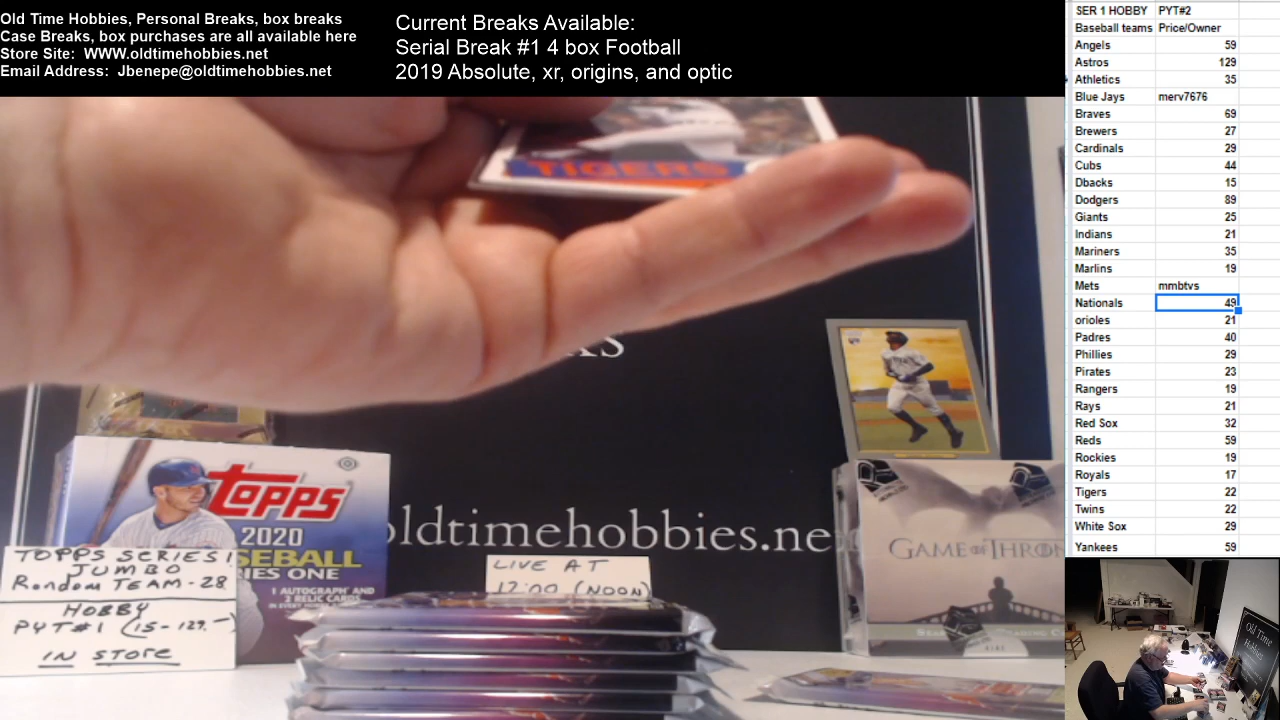 Old Time Hobbies, Personal Breaks, box breaks
Case Breaks, box purchases are all available here
Store Site:  WWW.oldtimehobbies.net
Email Address:  Jbenepe@oldtimehobbies.net
Current Breaks Available:
Serial Break #1 4 box Football
2019 Absolute, xr, origins, and optic
SER 1 HOBBY PYT#2
Baseball teams Price/Owner
Angels 59
Astros 129
Athletics 35
Blue Jays merv7676
Braves 69
Brewers 27
Cardinals 29
Cubs 44
Dbacks 15
Dodgers 89
Giants 25
Indians 21
Mariners 35
Marlins 19
Mets mmbtvs
Nationals 49
orioles 21
Padres 40
Phillies 29
Pirates 23
Rangers 19
Rays 21
Red Sox 32
Reds 59
Rockies 19
Royals 17
Tigers 22
Twins 22
White Sox 29
Yankees 59
TIGERS
topps
2020
SEBALL
IES ONE
1 AUTOGRAPH AND
2 RELIC CARDS
TOPPS SERIES 1
JUMBO
Random TEAM-28
HOBBY
PYT#1 (15-129.-)
IN STORE
oldtimehobbies.net
LIVE AT
12:00 (NOON)
GAME OF THRON
Old Time